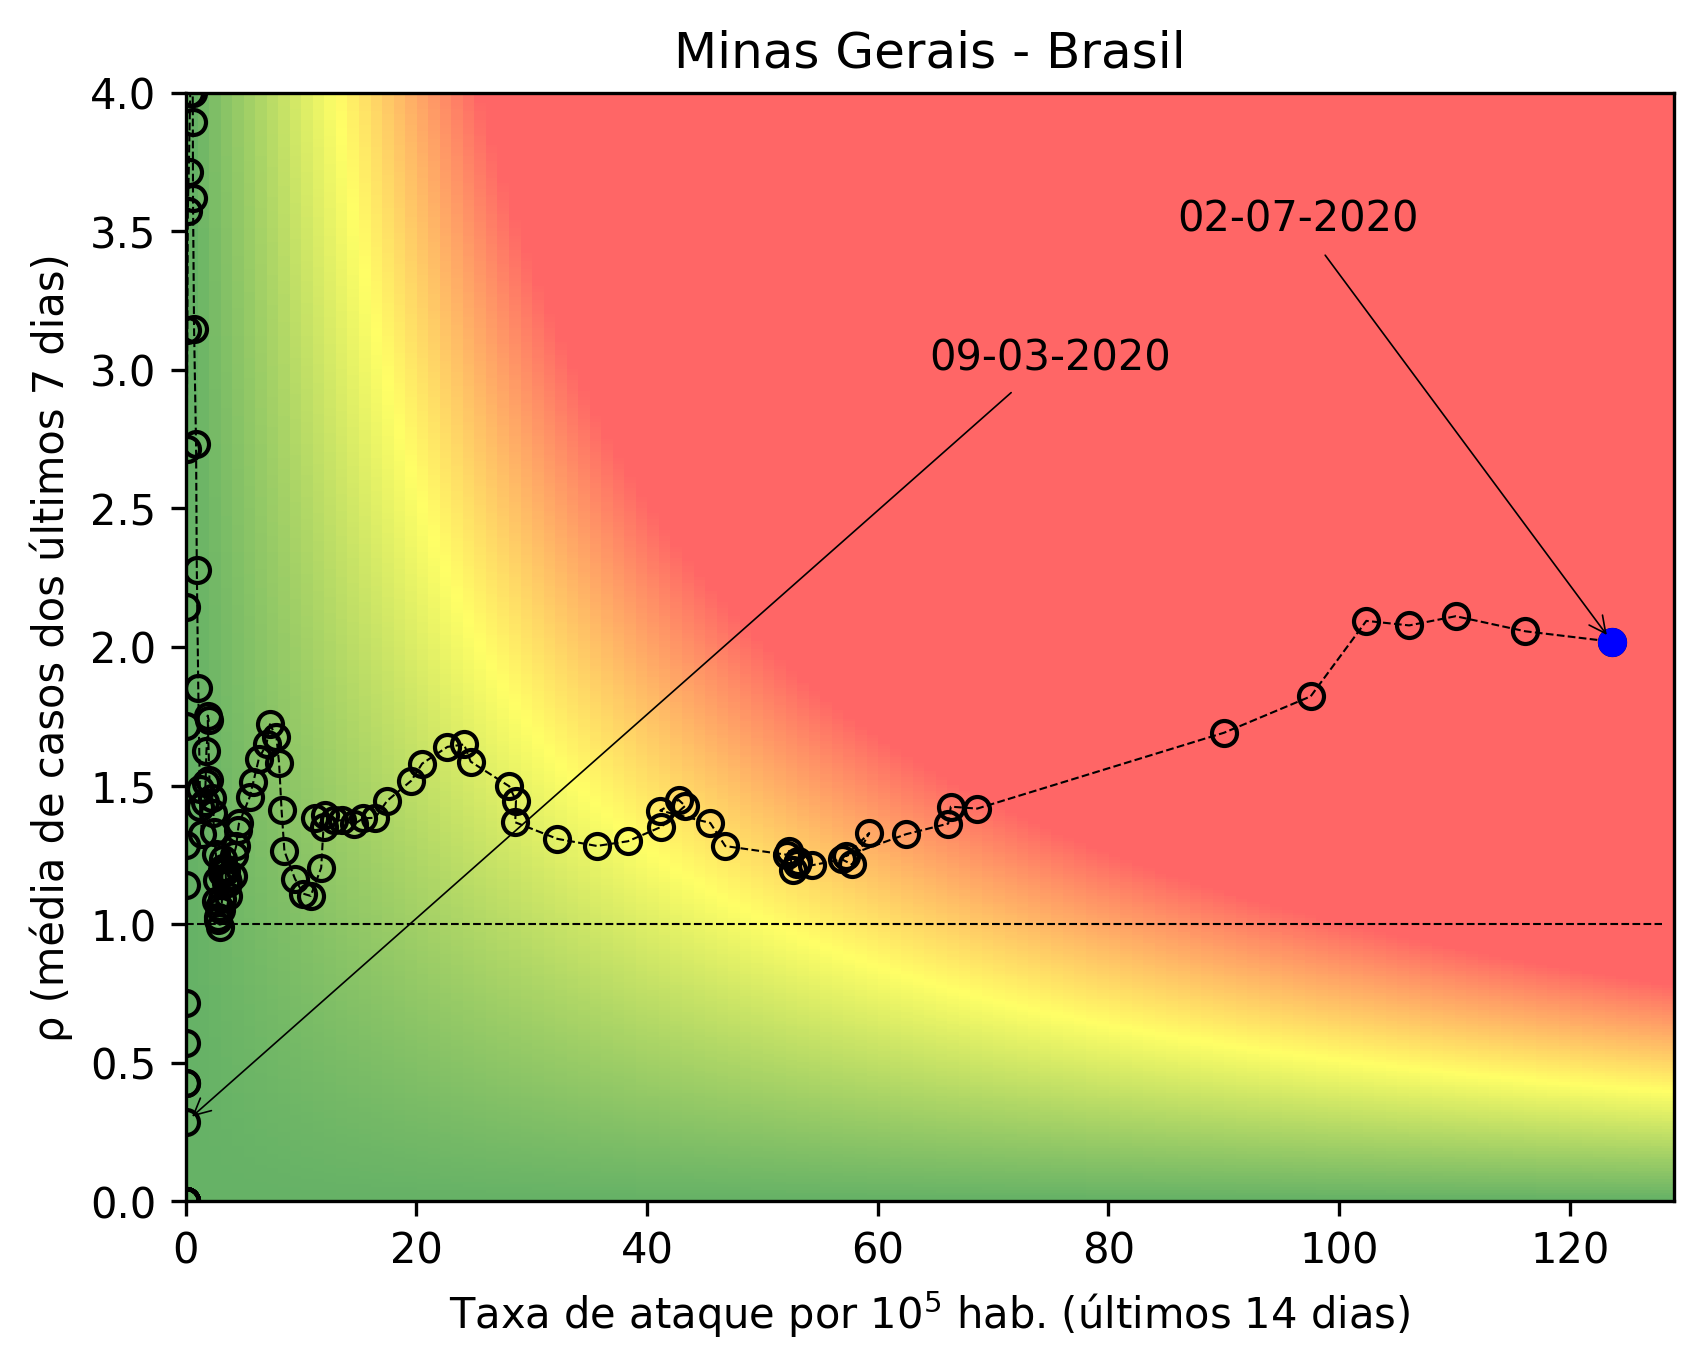 Minas Gerais - Brasil
4.0
3.5
3.0
2.5
2.0
1.5
1.0
0.5
0.0
ρ (média de casos dos últimos 7 dias)
02-07-2020
09-03-2020
0 20 40 60 80 100 120
Taxa de ataque por 10⁵ hab. (últimos 14 dias)